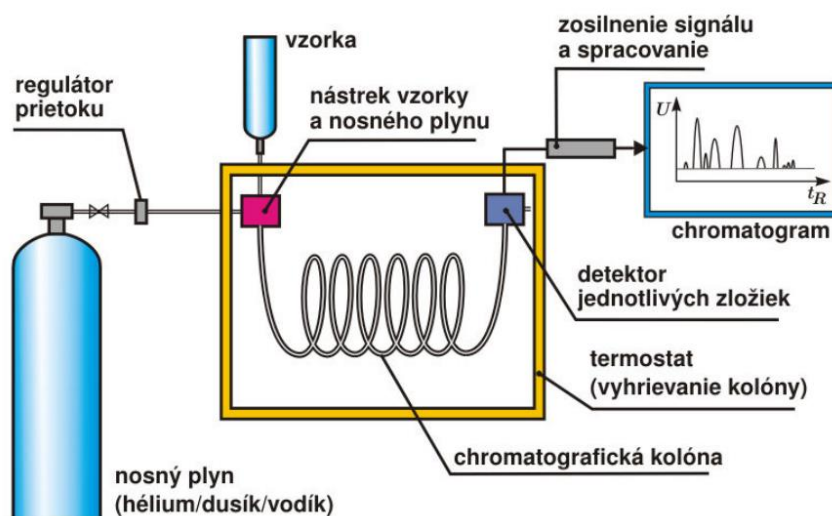 vzorka
zosilnenie signálu
a spracovanie
regulátor
prietoku
nástrek vzorky
a nosného plynu
U
t_R
chromatogram
detektor
jednotlivých zložiek
termostat
(vyhrievanie kolóny)
chromatografická kolóna
nosný plyn
(hélium/dusík/vodík)